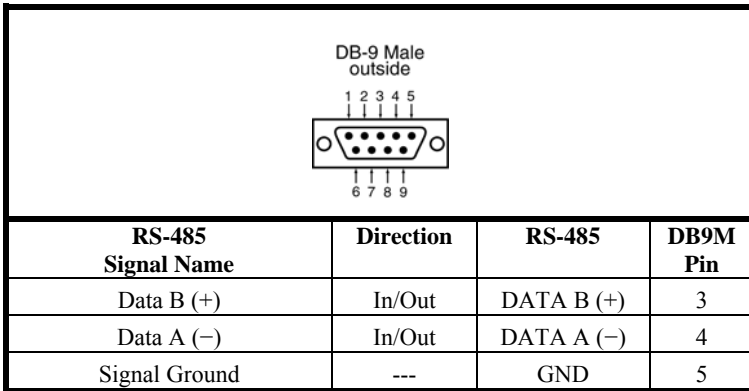 DB-9 Male
outside
1 2 3 4 5
6 7 8 9
RS-485 Signal Name Direction RS-485 DB9M Pin
Data B (+) In/Out DATA B (+) 3
Data A (−) In/Out DATA A (−) 4
Signal Ground --- GND 5